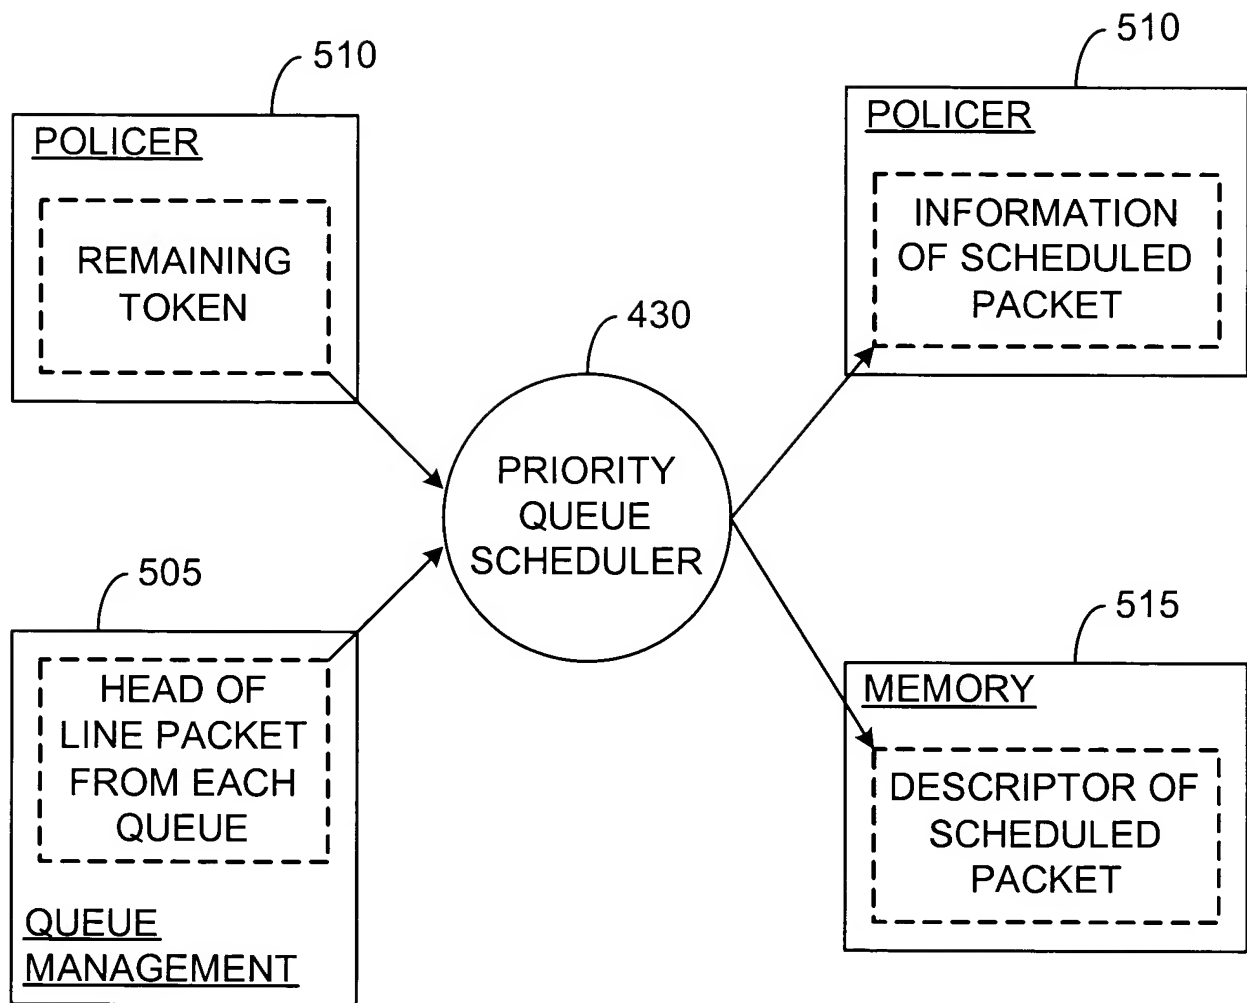 510
POLICER
REMAINING
TOKEN
510
POLICER
INFORMATION
OF SCHEDULED
PACKET
430
PRIORITY
QUEUE
SCHEDULER
505
HEAD OF
LINE PACKET
FROM EACH
QUEUE
QUEUE
MANAGEMENT
515
MEMORY
DESCRIPTOR OF
SCHEDULED
PACKET